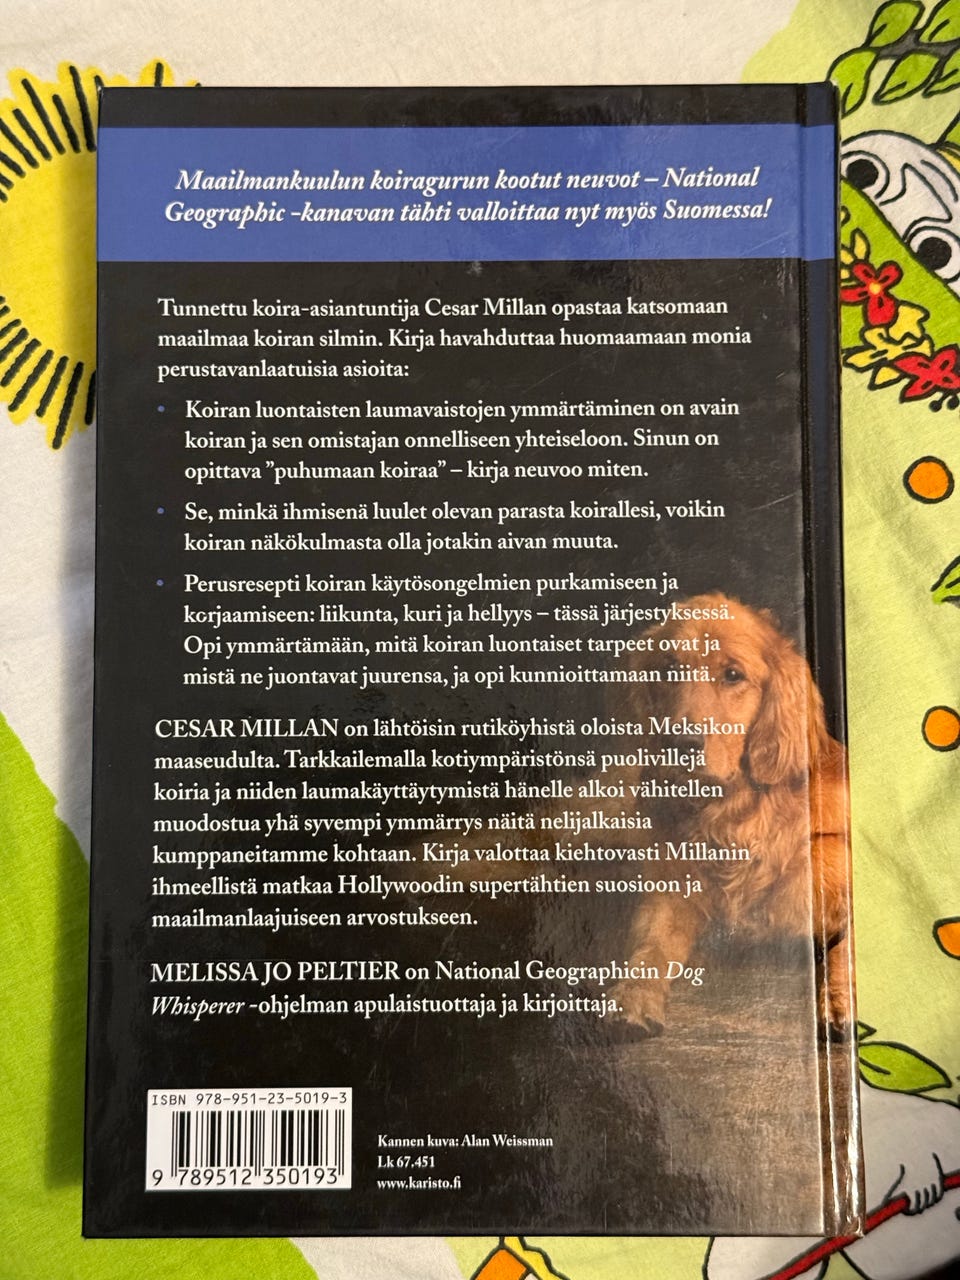 Maailmankuulun koiragurun kootut neuvot – National
Geographic -kanavan tähti valloittaa nyt myös Suomessa!
Tunnettu koira-asiantuntija Cesar Millan opastaa katsomaan
maailmaa koiran silmin. Kirja havahduttaa huomaamaan monia
perustavanlaatuisia asioita:
• Koiran luontaisten laumavaistojen ymmärtäminen on avain
koiran ja sen omistajan onnelliseen yhteiseloon. Sinun on
opittava ”puhumaan koiraa” – kirja neuvoo miten.
• Se, minkä ihmisenä luulet olevan parasta koirallesi, voikin
koiran näkökulmasta olla jotakin aivan muuta.
• Perusresepti koiran käytösongelmien purkamiseen ja
korjaamiseen: liikunta, kuri ja hellyys – tässä järjestyksessä.
Opi ymmärtämään, mitä koiran luontaiset tarpeet ovat ja
mistä ne juontavat juurensa, ja opi kunnioittamaan niitä.
CESAR MILLAN on lähtöisin rutiköyhistä oloista Meksikon
maaseudulta. Tarkkailemalla kotiympäristönsä puolivillejä
koiria ja niiden laumakäyttäytymistä hänelle alkoi vähitellen
muodostua yhä syvempi ymmärrys näitä nelijalkaisia
kumppaneitamme kohtaan. Kirja valottaa kiehtovasti Millanin
ihmeellistä matkaa Hollywoodin supertähtien suosioon ja
maailmanlaajuiseen arvostukseen.
MELISSA JO PELTIER on National Geographicin Dog
Whisperer -ohjelman apulaistuottaja ja kirjoittaja.
ISBN 978-951-23-5019-3
9 789512 350193
Kannen kuva: Alan Weissman
Lk 67.451
www.karisto.fi